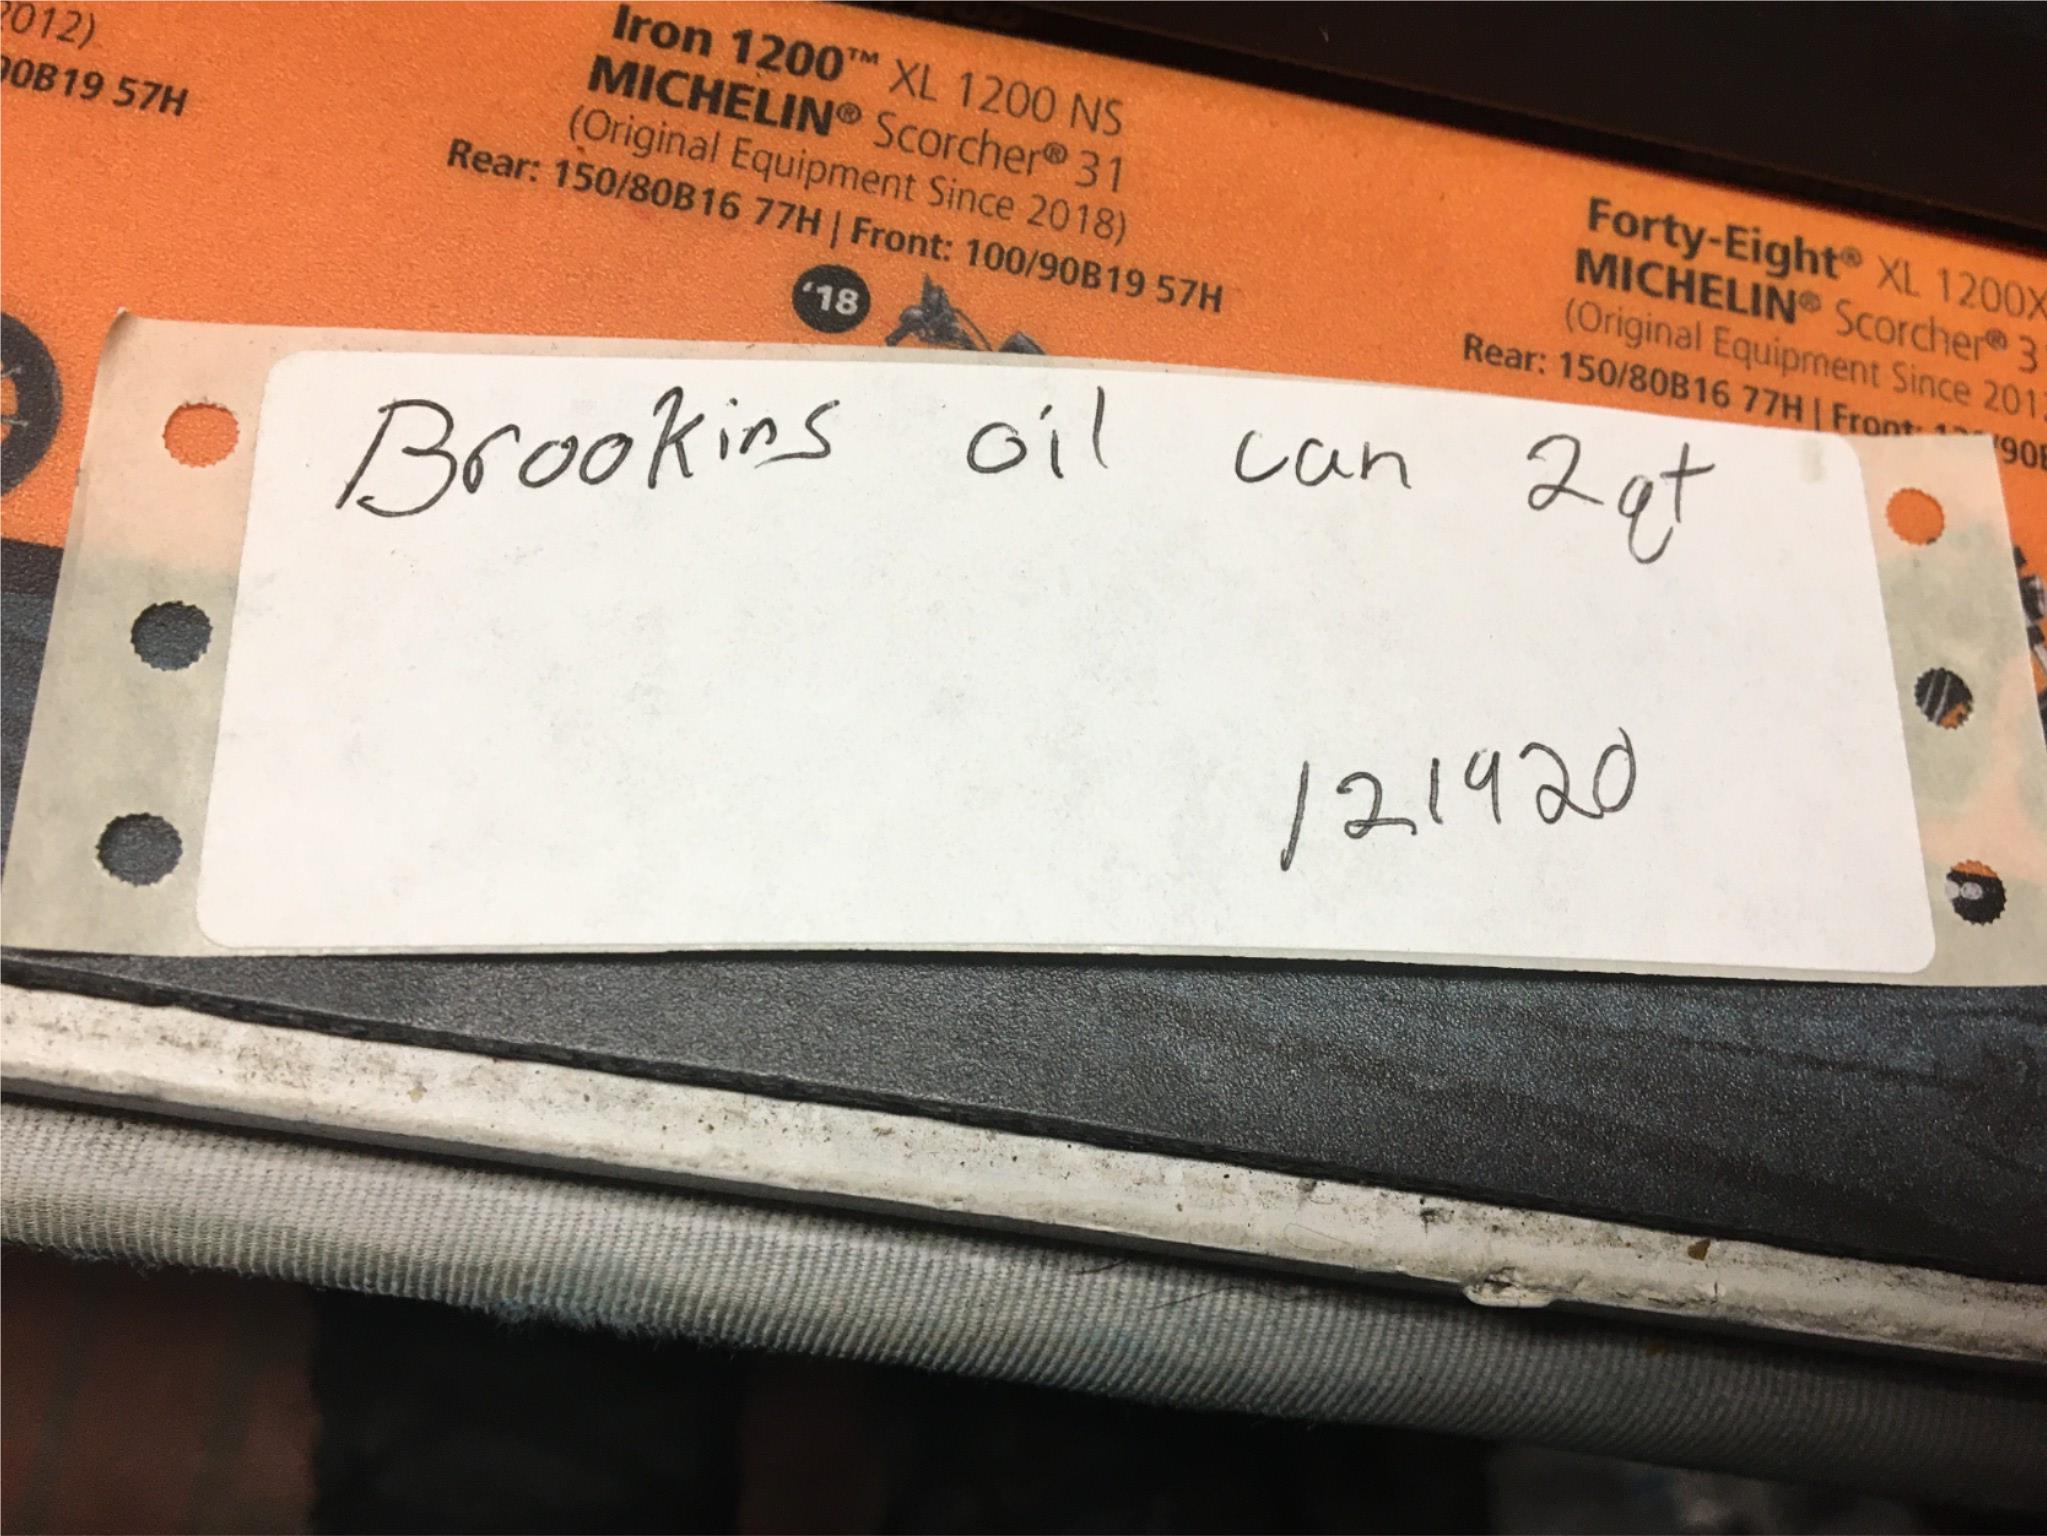 2012)
90B19 57H
Iron 1200™ XL 1200 NS
MICHELIN® Scorcher® 31
(Original Equipment Since 2018)
Rear: 150/80B16 77H | Front: 100/90B19 57H
'18
Forty-Eight® XL 1200X
MICHELIN® Scorcher® 3
(Original Equipment Since 201
Rear: 150/80B16 77H | Front:
Brookins oil can 2qt
121920